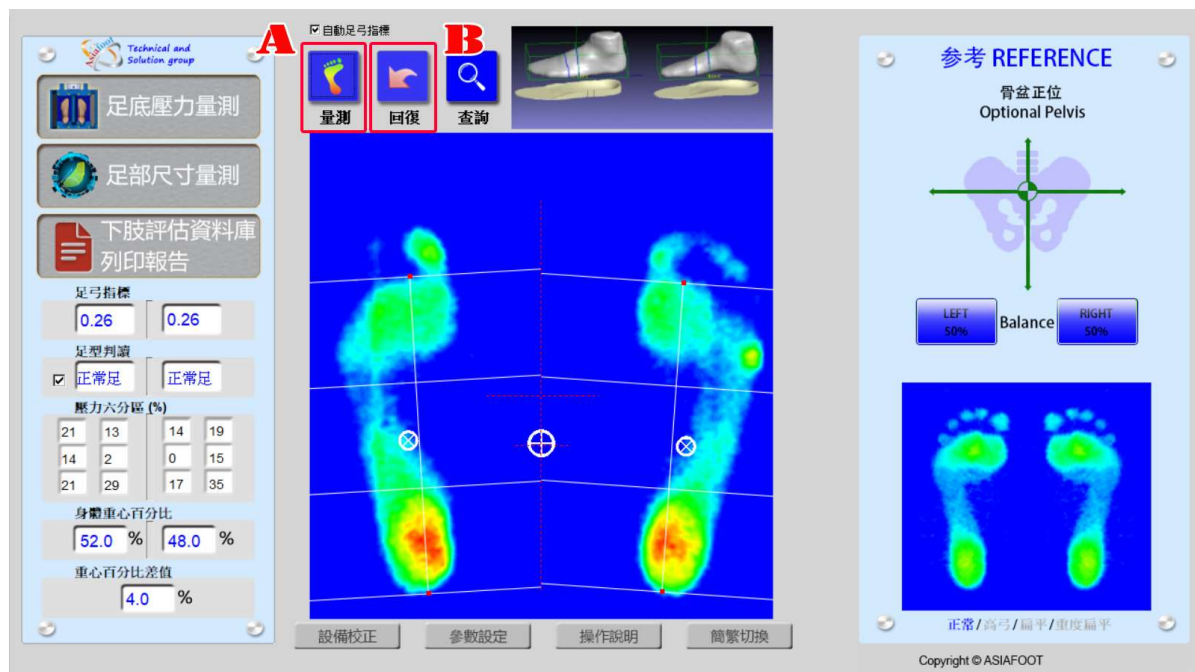 Asiafoot
Technical and
Solution group
足底壓力量測
足部尺寸量測
下肢評估資料庫
列印報告
足弓指標
0.26 0.26
足型判讀
正常足 正常足
壓力六分區 (%)
21 13 14 19
14 2 0 15
21 29 17 35
身體重心百分比
52.0 % 48.0 %
重心百分比差值
4.0 %
自動足弓指標
A B
量測 回復 查詢
設備校正 參數設定 操作說明 簡繁切換
参考 REFERENCE
骨盆正位
Optional Pelvis
LEFT
50%
Balance
RIGHT
50%
正常/高弓/扁平/重度扁平
Copyright © ASIAFOOT